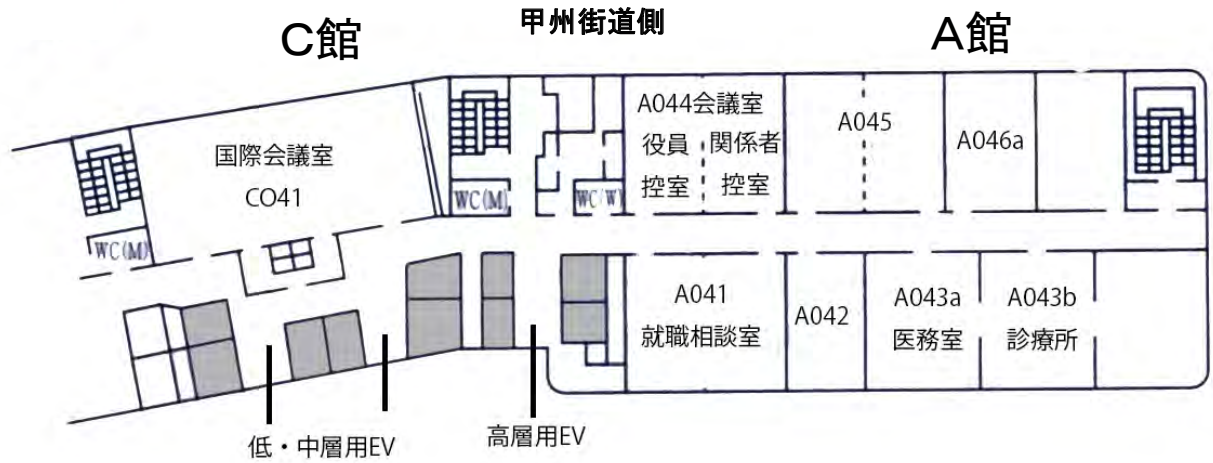 C館
甲州街道側
A館
国際会議室
CO41
WC(M)
WC(M)
WC(W)
A044会議室
役員
控室
関係者
控室
A045
A046a
A041
就職相談室
A042
A043a
医務室
A043b
診療所
低・中層用EV
高層用EV